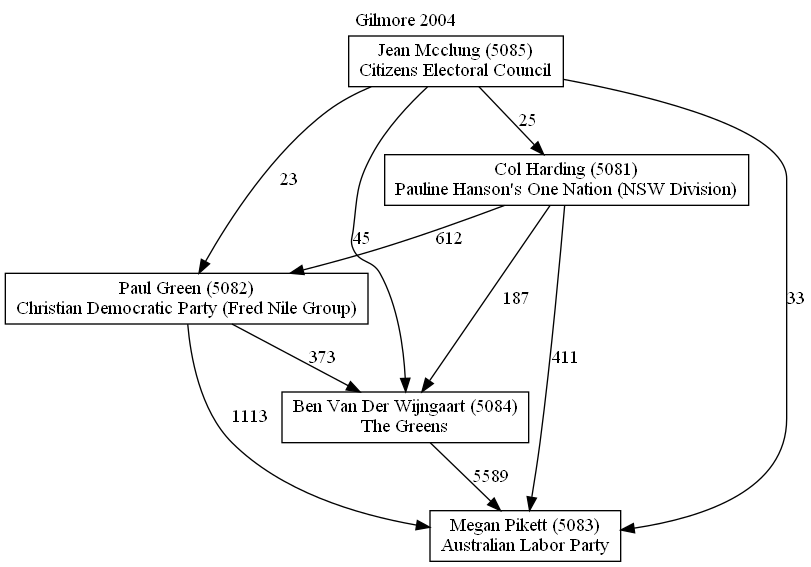 Gilmore 2004
Jean Mcclung (5085)
Citizens Electoral Council
25
Col Harding (5081)
Pauline Hanson's One Nation (NSW Division)
23
45
612
Paul Green (5082)
Christian Democratic Party (Fred Nile Group)
187
33
373
411
Ben Van Der Wijngaart (5084)
The Greens
1113
5589
Megan Pikett (5083)
Australian Labor Party